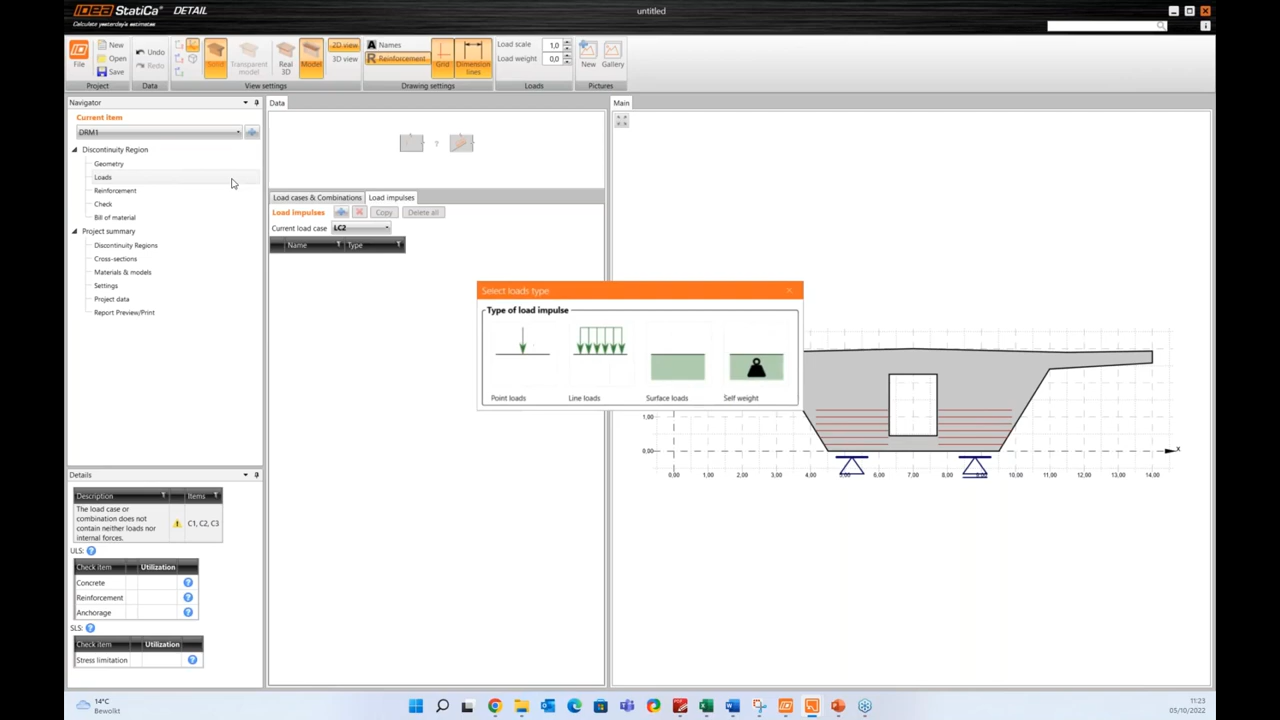 IDEA StatiCa® DETAIL
Calculate yesterday's estimates
untitled
File
New
Open
Save
Undo
Redo
Solid
Transparent model
Real 3D
Model
2D view
3D view
Names
Reinforcement
Grid
Dimension lines
Load scale 1,0
Load weight 0,0
New
Gallery
Project
Data
View settings
Drawing settings
Loads
Pictures
Navigator
Current item
DRM1
Discontinuity Region
Geometry
Loads
Reinforcement
Check
Bill of material
Project summary
Discontinuity Regions
Cross-sections
Materials & models
Settings
Project data
Report Preview/Print
Data
?
Load cases & Combinations
Load impulses
Load impulses
Copy
Delete all
Current load case LC2
Name
Type
Main
Select loads type
Type of load impulse
Point loads
Line loads
Surface loads
Self weight
1,00
0,00
x
0,00 1,00 2,00 3,00 4,00 5,00 6,00 7,00 8,00 9,00 10,00 11,00 12,00 13,00 14,00
Details
Description
Items
The load case or combination does not contain neither loads nor internal forces.
C1, C2, C3
ULS:
Check item
Utilization
Concrete
Reinforcement
Anchorage
SLS:
Check item
Utilization
Stress limitation
14°C
Bewolkt
11:23
05/10/2022